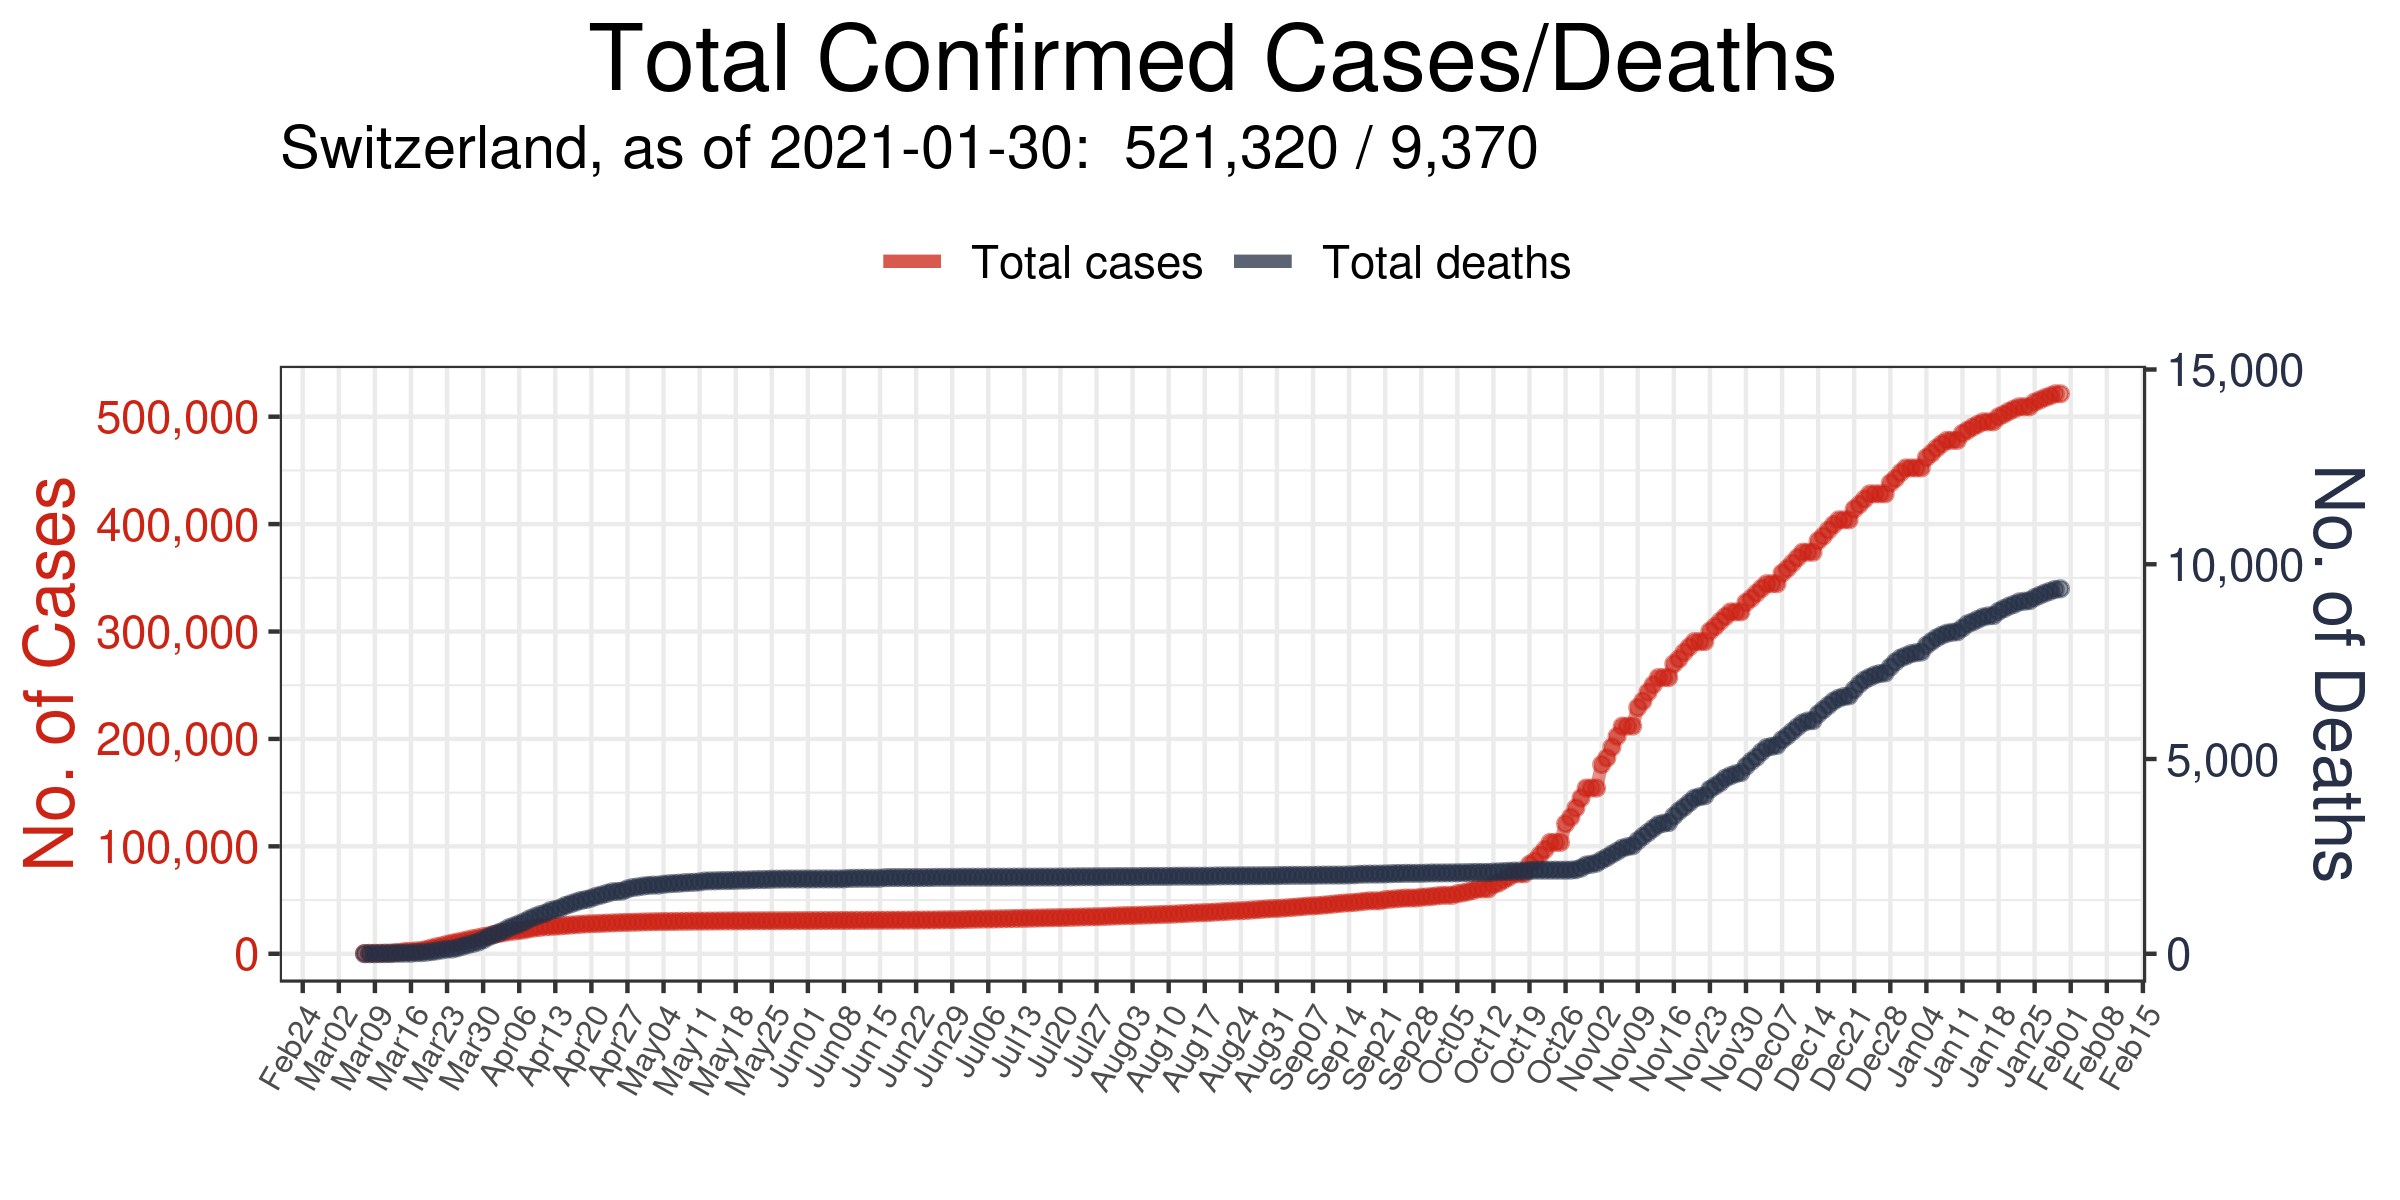 Total Confirmed Cases/Deaths
Switzerland, as of 2021-01-30:  521,320 / 9,370
Total cases
Total deaths
No. of Cases
500,000
400,000
300,000
200,000
100,000
0
15,000
10,000
5,000
0
No. of Deaths
Feb24
Mar02
Mar09
Mar16
Mar23
Mar30
Apr06
Apr13
Apr20
Apr27
May04
May11
May18
May25
Jun01
Jun08
Jun15
Jun22
Jun29
Jul06
Jul13
Jul20
Jul27
Aug03
Aug10
Aug17
Aug24
Aug31
Sep07
Sep14
Sep21
Sep28
Oct05
Oct12
Oct19
Oct26
Nov02
Nov09
Nov16
Nov23
Nov30
Dec07
Dec14
Dec21
Dec28
Jan04
Jan11
Jan18
Jan25
Feb01
Feb08
Feb15